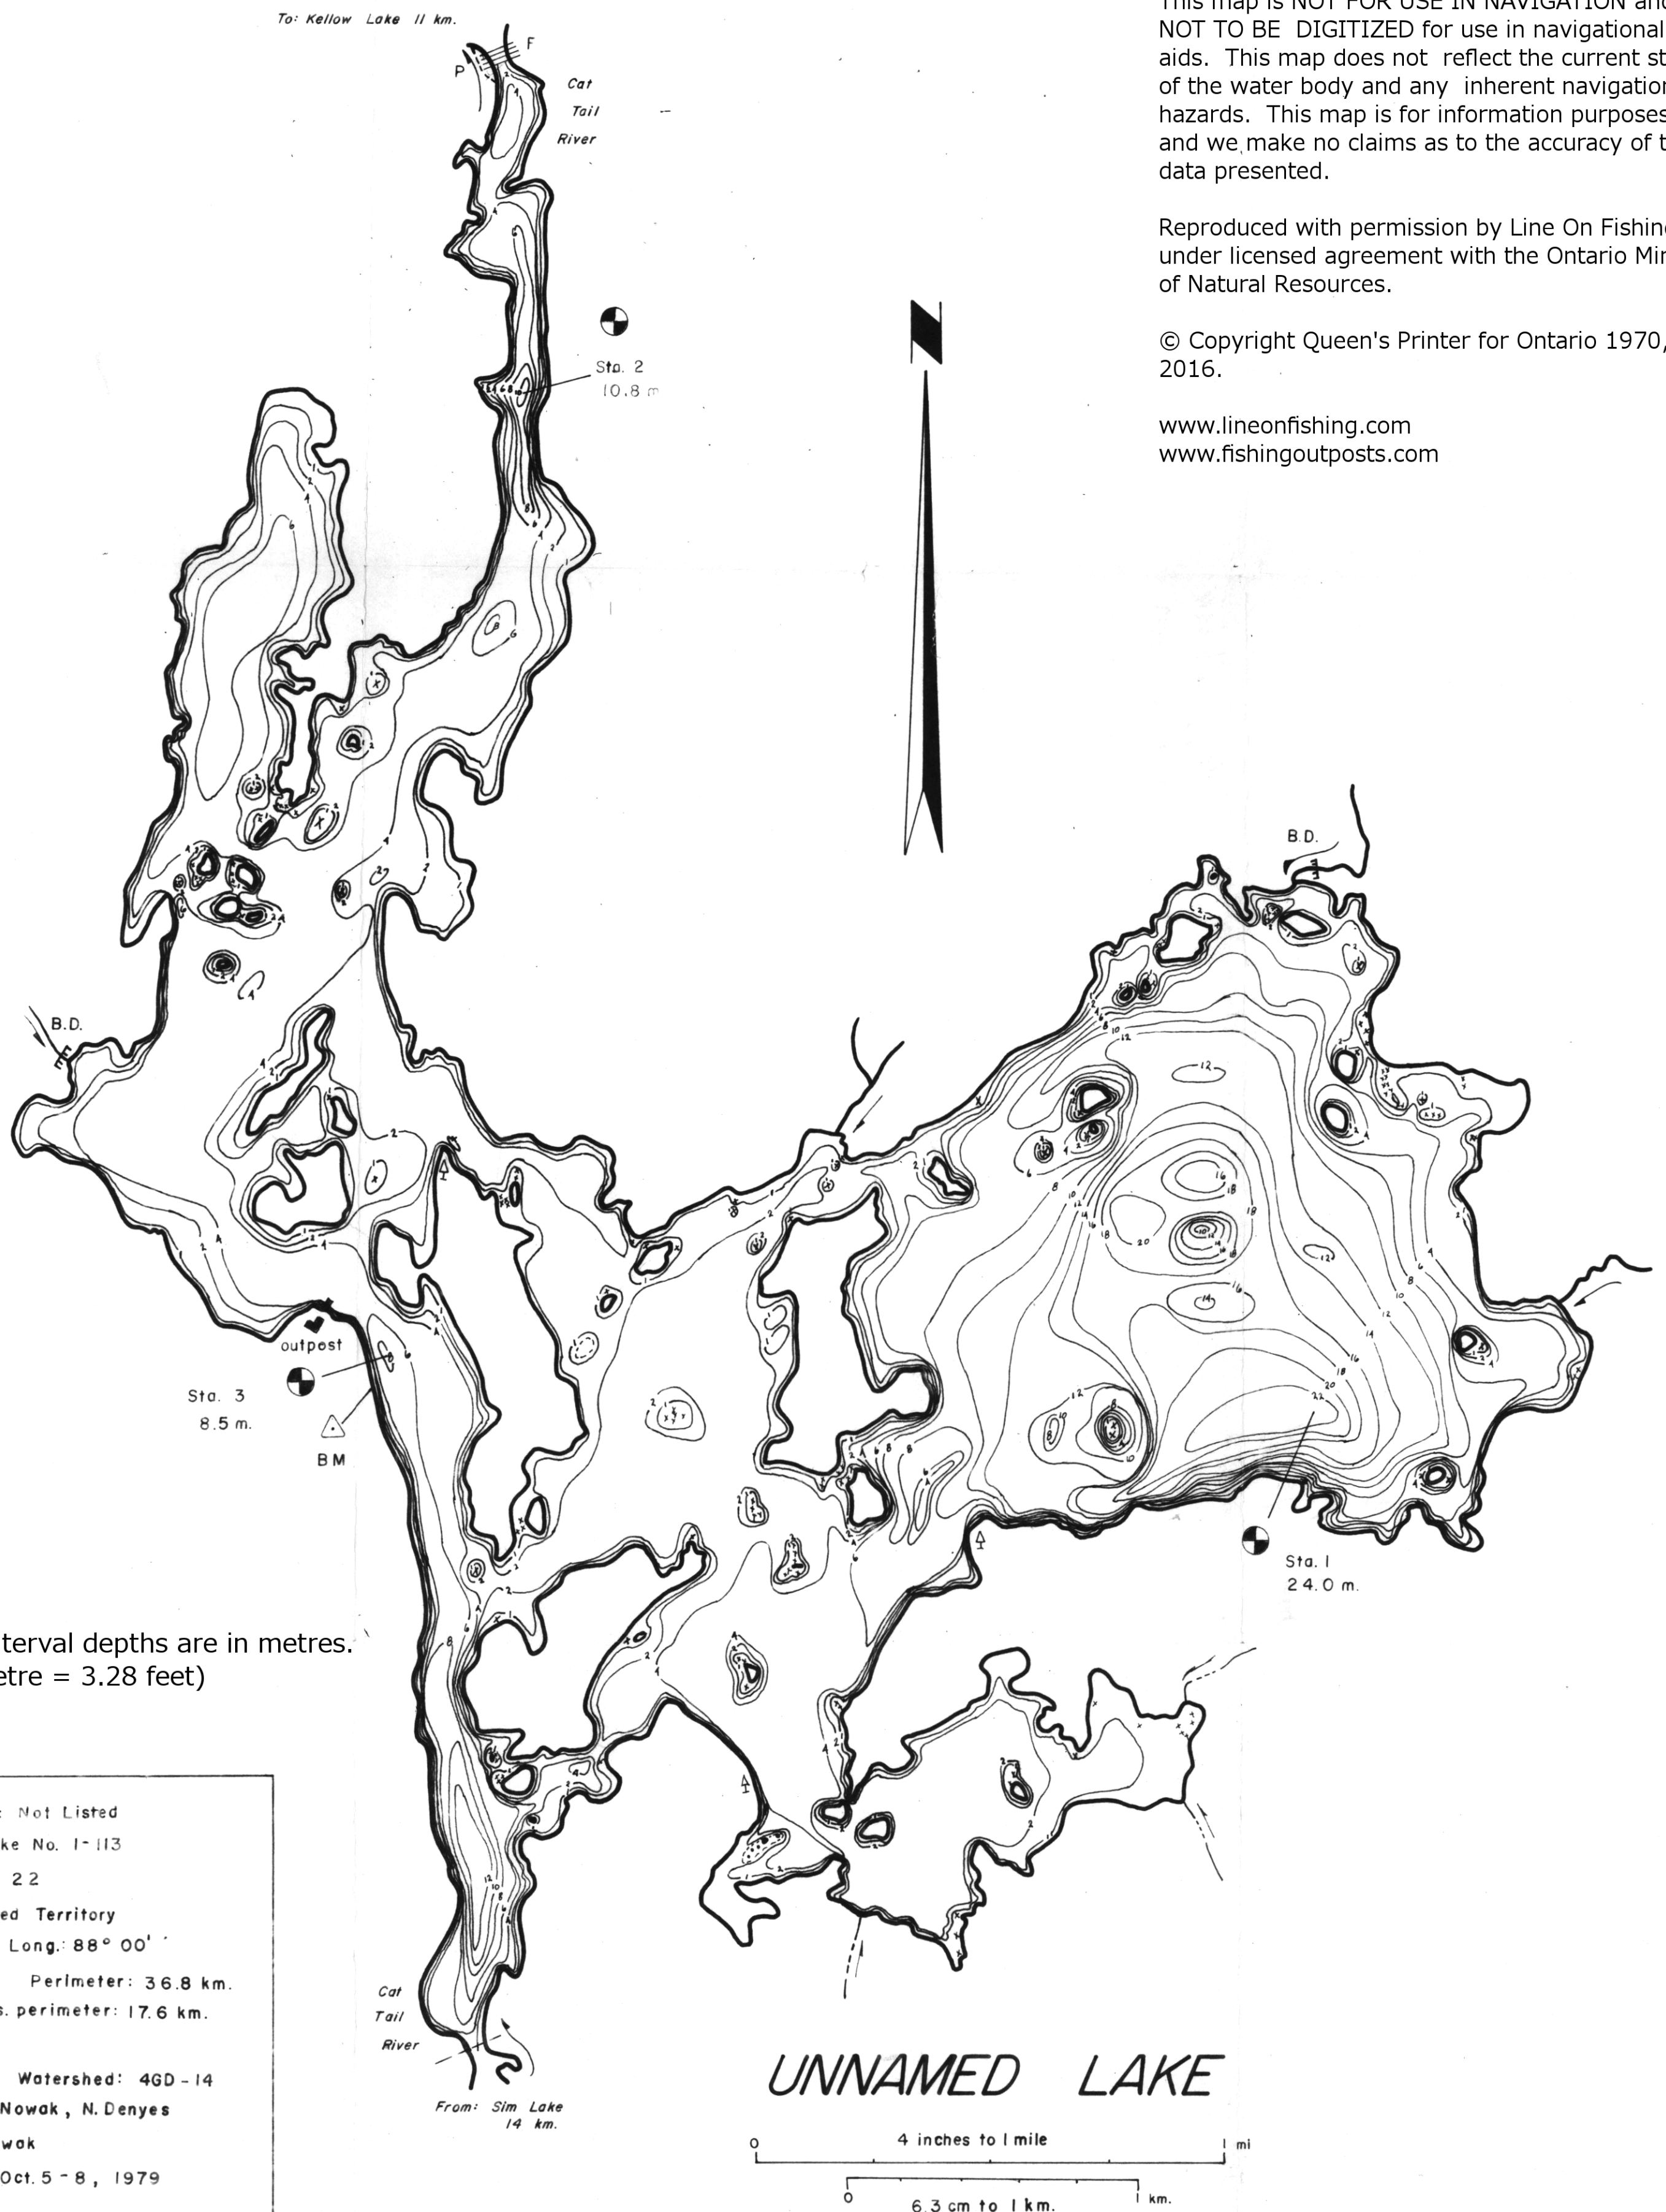 To: Kellow Lake 11 km.
F
P
Cat
Tail
River
This map is NOT FOR USE IN NAVIGATION and
NOT TO BE DIGITIZED for use in navigational
aids. This map does not reflect the current st
of the water body and any inherent navigation
hazards. This map is for information purposes
and we make no claims as to the accuracy of t
data presented.
Reproduced with permission by Line On Fishing
under licensed agreement with the Ontario Min
of Natural Resources.
© Copyright Queen's Printer for Ontario 1970,
2016.
www.lineonfishing.com
www.fishingoutposts.com
N
Sta. 2
10.8 m
B.D.
B.D.
outpost
Sta. 3
8.5 m.
BM
Sta. 1
24.0 m.
terval depths are in metres.
etre = 3.28 feet)
: Not Listed
ke No. 1-113
22
ed Territory
Long.: 88° 00'
Perimeter: 36.8 km.
s. perimeter: 17.6 km.
Watershed: 4GD-14
Nowak, N. Denyes
wak
Oct. 5-8, 1979
Cat
Tail
River
From: Sim Lake
14 km.
UNNAMED LAKE
4 inches to 1 mile
0 1 mi
0 1 km.
6.3 cm to 1 km.